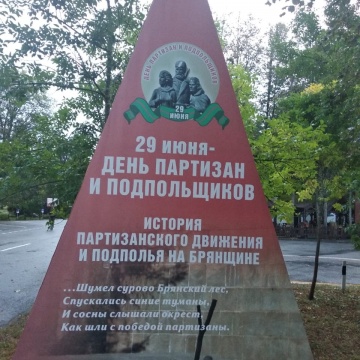 ДЕНЬ ПАРТИЗАН И ПОДПОЛЬЩИКОВ
29
ИЮНЯ
29 ИЮНЯ-
ДЕНЬ ПАРТИЗАН
И ПОДПОЛЬЩИКОВ
ИСТОРИЯ
ПАРТИЗАНСКОГО ДВИЖЕНИЯ
И ПОДПОЛЬЯ НА БРЯНЩИНЕ
...Шумел сурово Брянский лес,
Спускались синие туманы,
И сосны слышали окрест,
Как шли с победой партизаны.